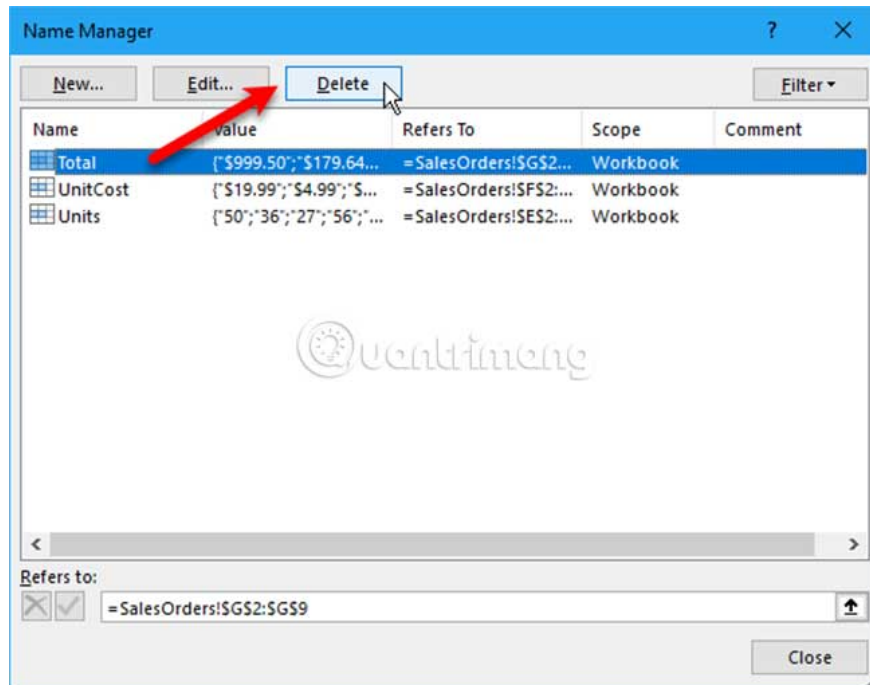 Name Manager ? ×
New... Edit... Delete Filter
Name Value Refers To Scope Comment
Total {"$999.50";"$179.64... =SalesOrders!$G$2... Workbook
UnitCost {"$19.99";"$4.99";"$... =SalesOrders!$F$2:... Workbook
Units {"50";"36";"27";"56";"... =SalesOrders!$E$2:... Workbook
Quantrimang
Refers to:
=SalesOrders!$G$2:$G$9
Close